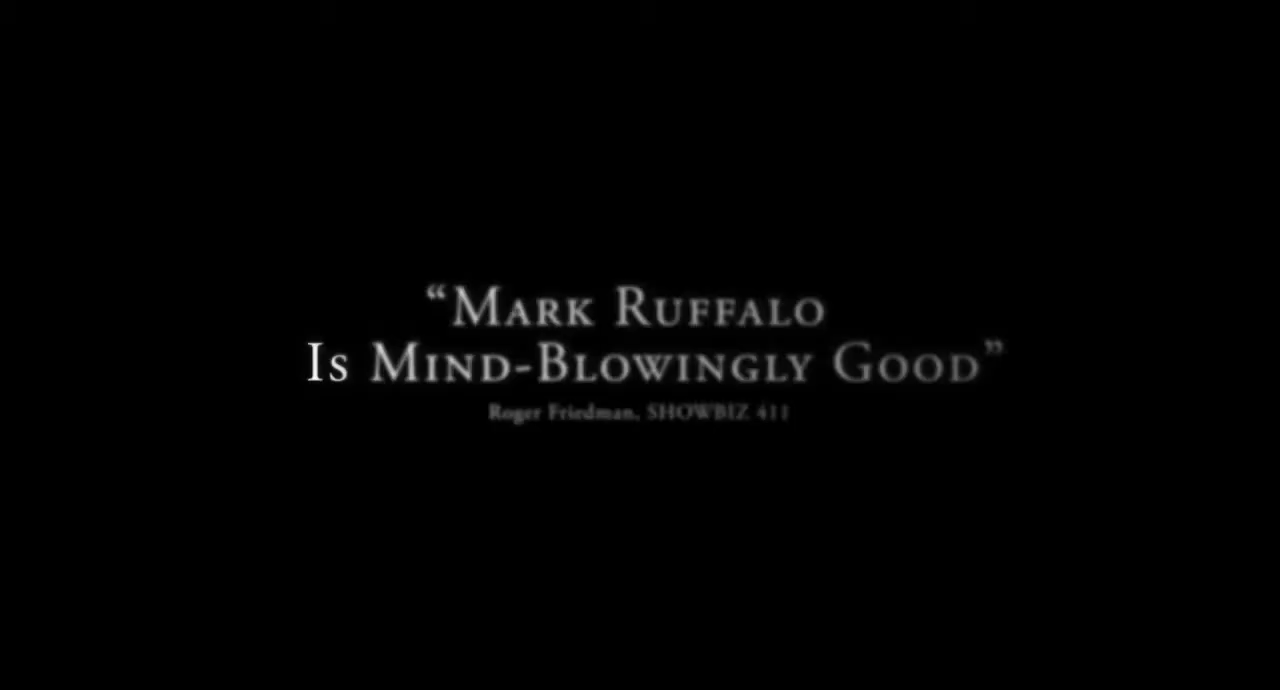 “Mark Ruffalo
Is Mind-Blowingly Good”
Roger Friedman, SHOWBIZ 411